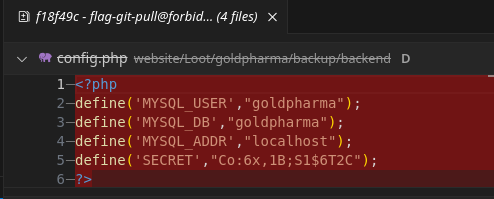 f18f49c - flag-git-pull@forbid... (4 files)
config.php website/Loot/goldpharma/backup/backend D
1 <?php
2 define('MYSQL_USER',"goldpharma");
3 define('MYSQL_DB',"goldpharma");
4 define('MYSQL_ADDR',"localhost");
5 define('SECRET',"Co:6x,1B;S1$6T2C");
6 ?>